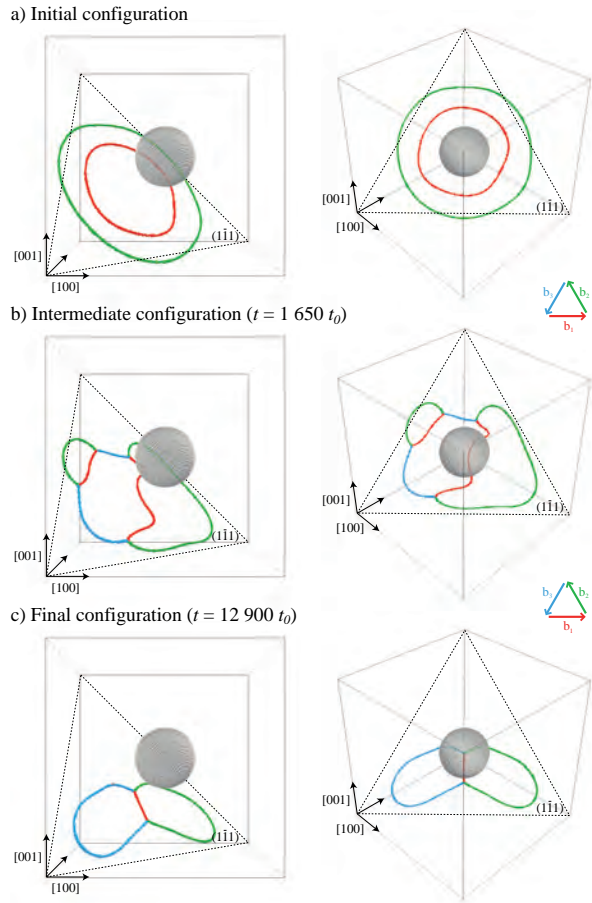 a) Initial configuration
(11̄1)
[001]
[100]
(11̄1)
[001]
[100]
b₃
b₂
b₁
b) Intermediate configuration (t = 1 650 t₀)
(11̄1)
[001]
[100]
(11̄1)
[001]
[100]
b₃
b₂
b₁
c) Final configuration (t = 12 900 t₀)
(11̄1)
[001]
[100]
(11̄1)
[001]
[100]